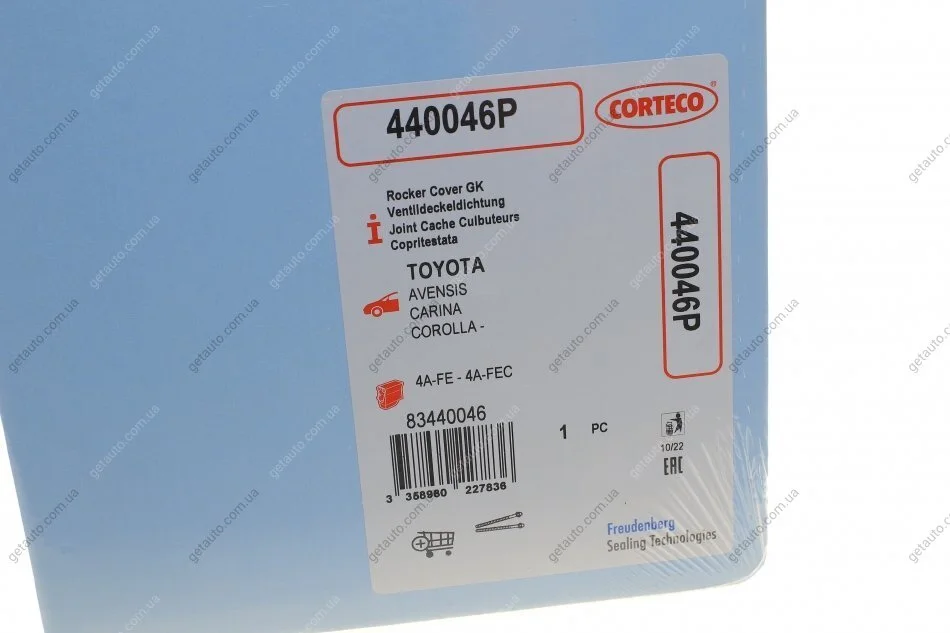 440046P
CORTECO®
Rocker Cover GK
Ventildeckeldichtung
Joint Cache Culbuteurs
Copritestata
i
TOYOTA
AVENSIS
CARINA
COROLLA -
440046P
4A-FE - 4A-FEC
83440046
1 PC
3 358960 227836
10/22
EAC
Freudenberg
Sealing Technologies
getauto.com.ua